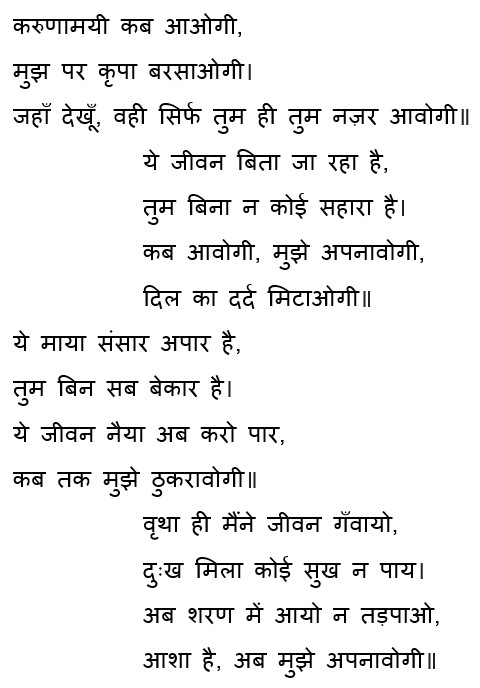 करुणामयी कब आओगी,
मुझ पर कृपा बरसाओगी।
जहाँ देखूँ, वही सिर्फ तुम ही तुम नज़र आवोगी॥
ये जीवन बिता जा रहा है,
तुम बिना न कोई सहारा है।
कब आवोगी, मुझे अपनावोगी,
दिल का दर्द मिटाओगी॥
ये माया संसार अपार है,
तुम बिन सब बेकार है।
ये जीवन नैया अब करो पार,
कब तक मुझे ठुकरावोगी॥
वृथा ही मैंने जीवन गँवायो,
दुःख मिला कोई सुख न पाय।
अब शरण में आयो न तड़पाओ,
आशा है, अब मुझे अपनावोगी॥